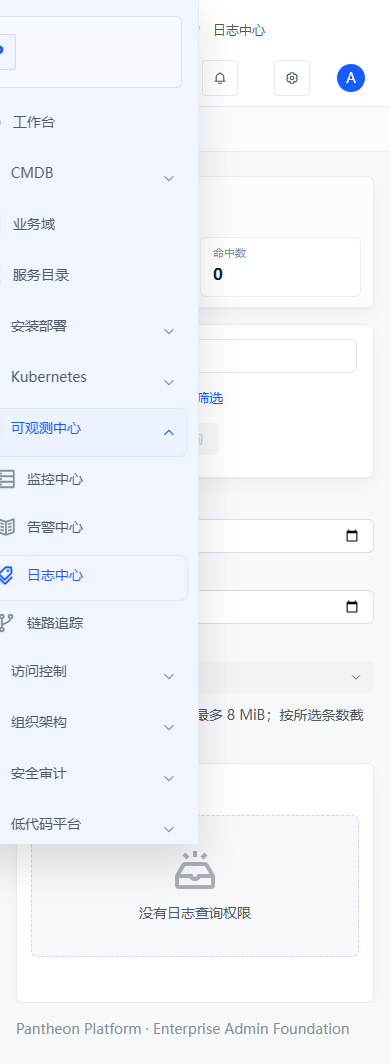 日志中心
A
工作台
CMDB
业务域
服务目录
安装部署
Kubernetes
可观测中心
监控中心
告警中心
日志中心
链路追踪
访问控制
组织架构
安全审计
低代码平台
命中数
0
筛选
最多 8 MiB；按所选条数截
没有日志查询权限
Pantheon Platform · Enterprise Admin Foundation